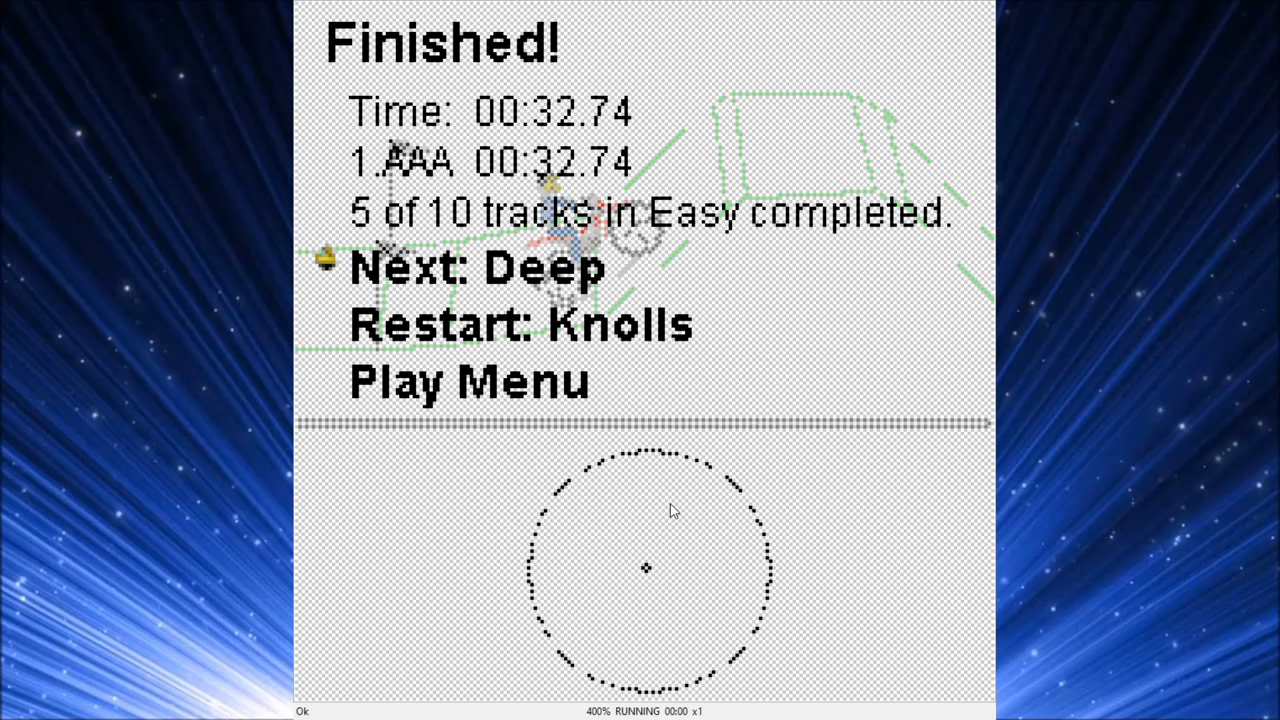 Finished!
Time: 00:32.74
1.AAA 00:32.74
5 of 10 tracks in Easy completed.
Next: Deep
Restart: Knolls
Play Menu
Ok 400% RUNNING 00:00 x1